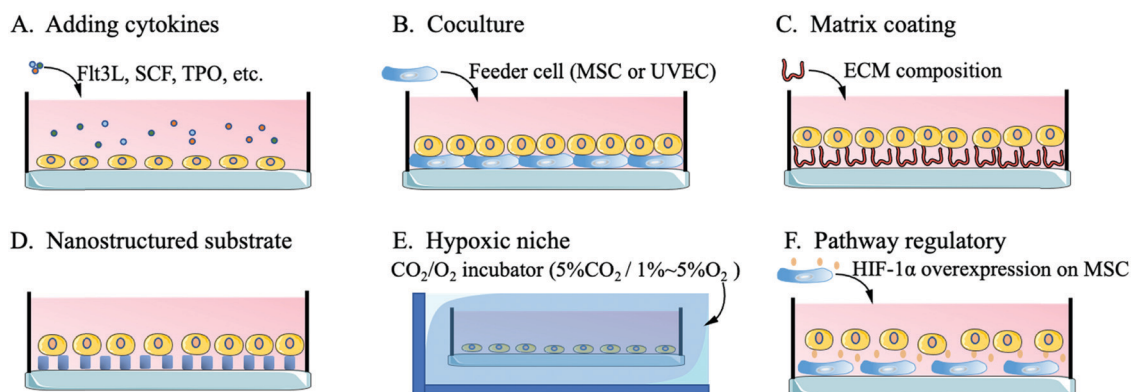 A. Adding cytokines
Flt3L, SCF, TPO, etc.
B. Coculture
Feeder cell (MSC or UVEC)
C. Matrix coating
ECM composition
D. Nanostructured substrate
E. Hypoxic niche
CO₂/O₂ incubator (5%CO₂ / 1%~5%O₂ )
F. Pathway regulatory
HIF-1α overexpression on MSC